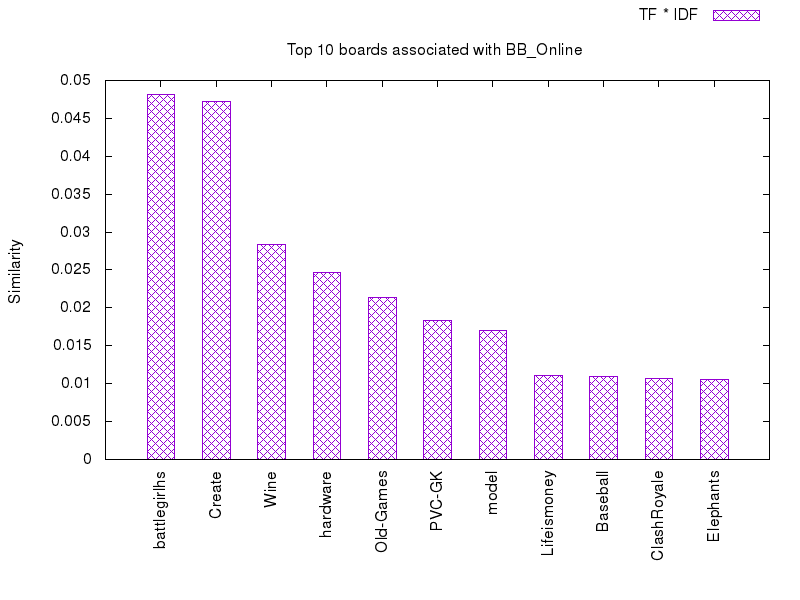 TF * IDF
Top 10 boards associated with BB_Online
Similarity
0.05
0.045
0.04
0.035
0.03
0.025
0.02
0.015
0.01
0.005
0
battlegirlhs
Create
Wine
hardware
Old-Games
PVC-GK
model
Lifeismoney
Baseball
ClashRoyale
Elephants